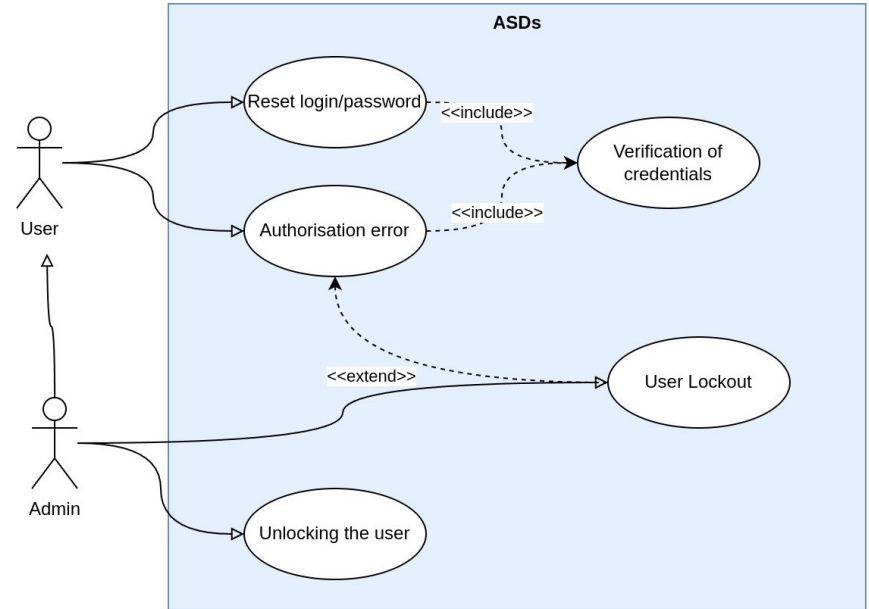 ASDs
Reset login/password
<<include>>
Verification of
credentials
User
<<include>>
Authorisation error
<<extend>>
User Lockout
Admin
Unlocking the user